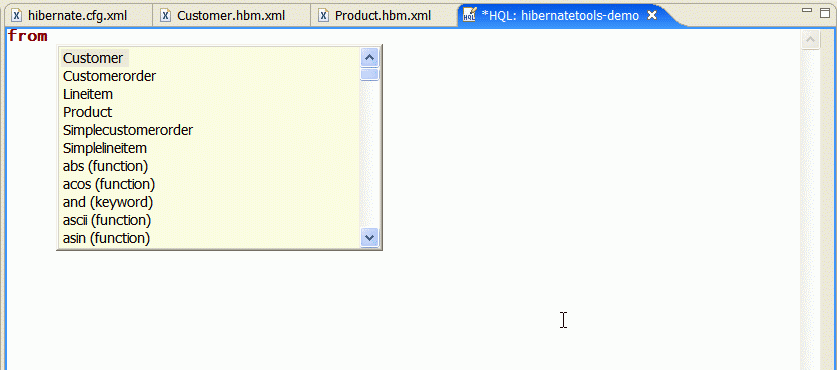 hibernate.cfg.xml Customer.hbm.xml Product.hbm.xml *HQL: hibernatetools-demo
from
Customer
Customerorder
Lineitem
Product
Simplecustomerorder
Simplelineitem
abs (function)
acos (function)
and (keyword)
ascii (function)
asin (function)